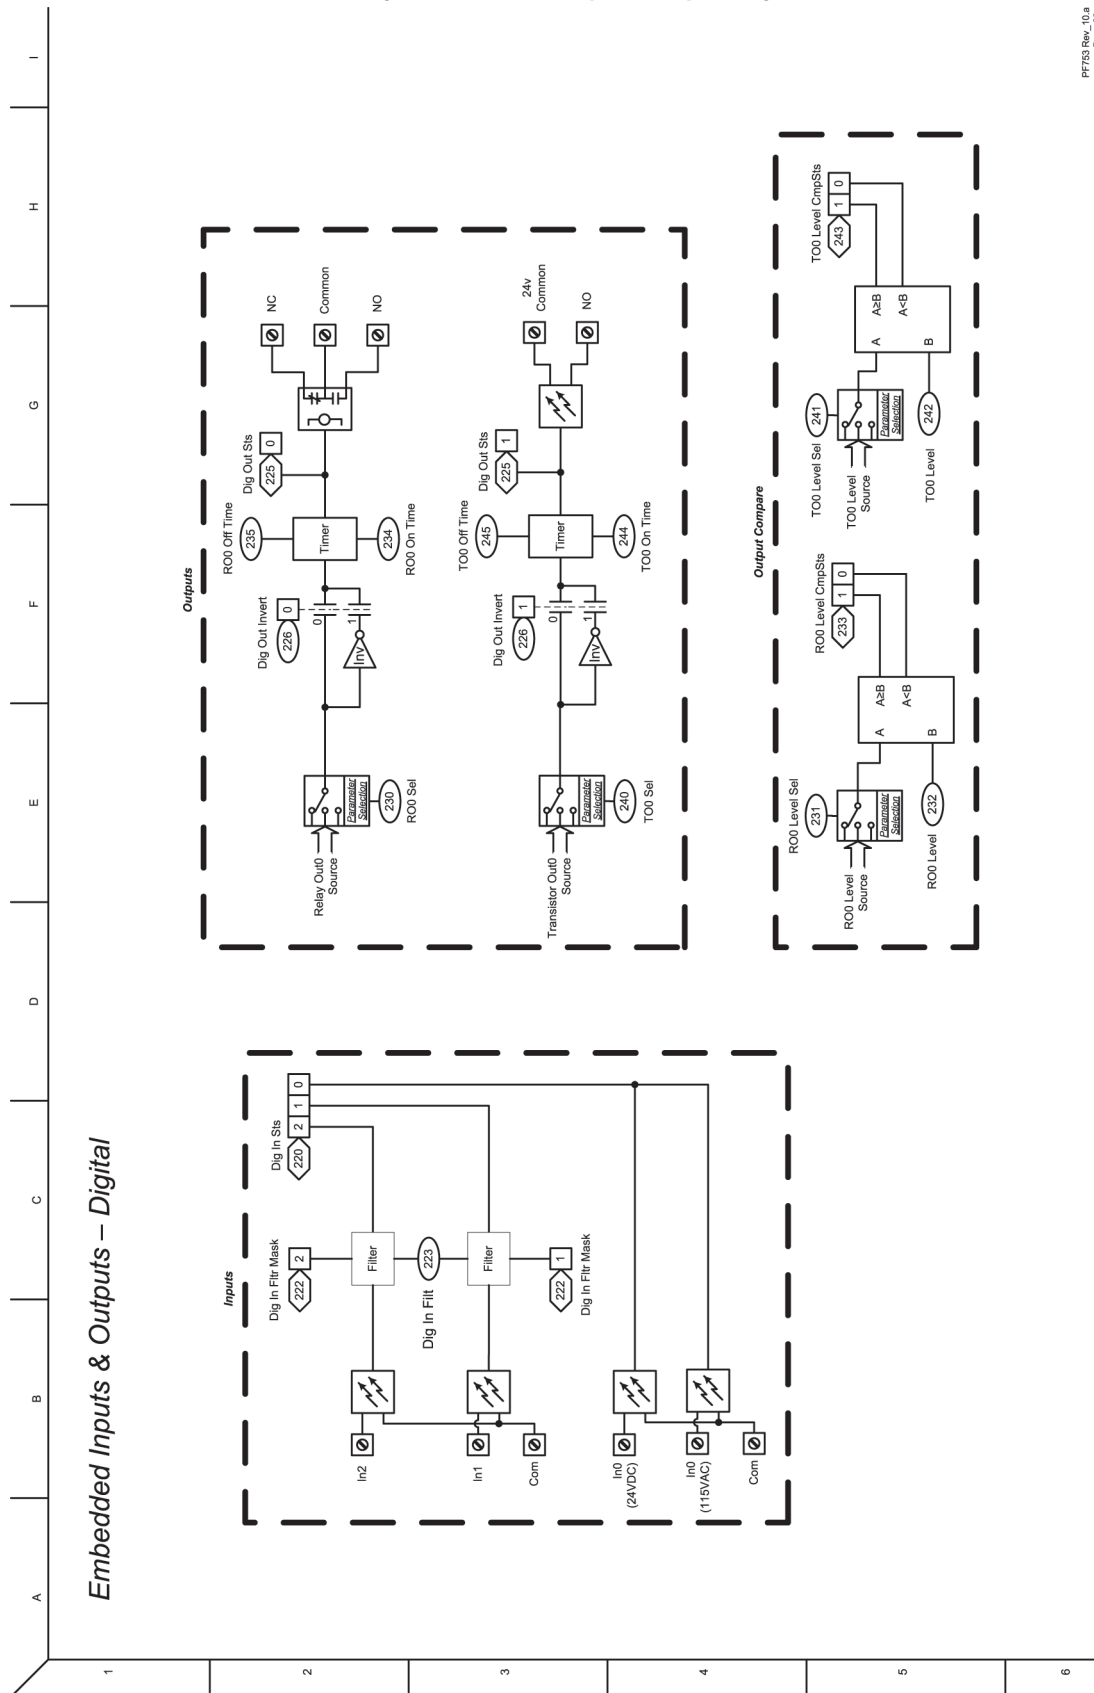 A
B
C
D
E
F
G
H
I
1
2
3
4
5
6
Embedded Inputs & Outputs – Digital
Inputs
Dig In Fltr Mask
222
2
Dig In Sts
220
2
1
0
In2
Filter
Dig In Filt
223
In1
Filter
Com
222
1
Dig In Fltr Mask
In0
(24VDC)
In0
(115VAC)
Com
Outputs
Relay Out0
Source
Parameter
Selection
230
RO0 Sel
Dig Out Invert
226
0
0
1
Inv
RO0 Off Time
235
Timer
234
RO0 On Time
Dig Out Sts
225
0
NC
Common
NO
Transistor Out0
Source
Parameter
Selection
240
TO0 Sel
Dig Out Invert
226
1
0
1
Inv
TO0 Off Time
245
Timer
244
TO0 On Time
Dig Out Sts
225
1
24v
Common
NO
Output Compare
RO0 Level Sel
231
RO0 Level
Source
Parameter
Selection
232
RO0 Level
A
B
A≥B
A<B
RO0 Level CmpSts
233
1
0
TO0 Level Sel
241
TO0 Level
Source
Parameter
Selection
242
TO0 Level
A
B
A≥B
A<B
TO0 Level CmpSts
243
1
0
PF753 Rev_10.a